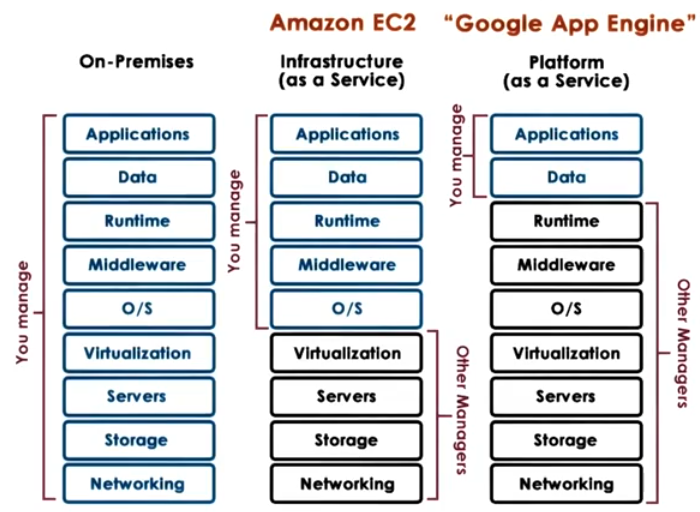 Amazon EC2
“Google App Engine”
On-Premises
Infrastructure
(as a Service)
Platform
(as a Service)
You manage
Applications
Data
Runtime
Middleware
O/S
Virtualization
Servers
Storage
Networking
You manage
Applications
Data
Runtime
Middleware
O/S
Virtualization
Servers
Storage
Networking
Other Managers
You manage
Applications
Data
Runtime
Middleware
O/S
Virtualization
Servers
Storage
Networking
Other Managers